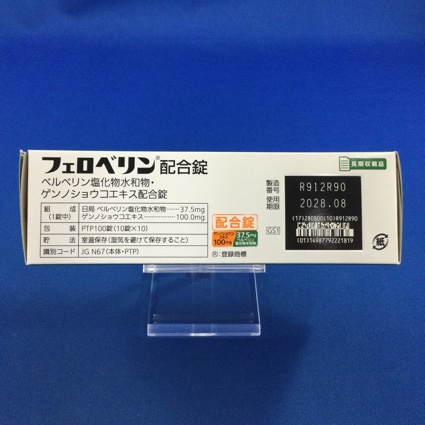 フェロベリン®配合錠
長期収載品
ベルベリン塩化物水和物・
ゲンノショウコエキス配合錠
組 成 日局 ベルベリン塩化物水和物……37.5mg
(1錠中) ゲンノショウコエキス……………100.0mg
包 装 PTP100錠(10錠×10)
貯 法 室温保存(湿気を避けて保存すること)
識別コード JG N67(本体・PTP)
配合錠
100mg
37.5mg
®:登録商標
製造番号
R912R90
使用期限
2028.08
(17)280800(10)R912R90
GS1
(01)14987792221819
紙